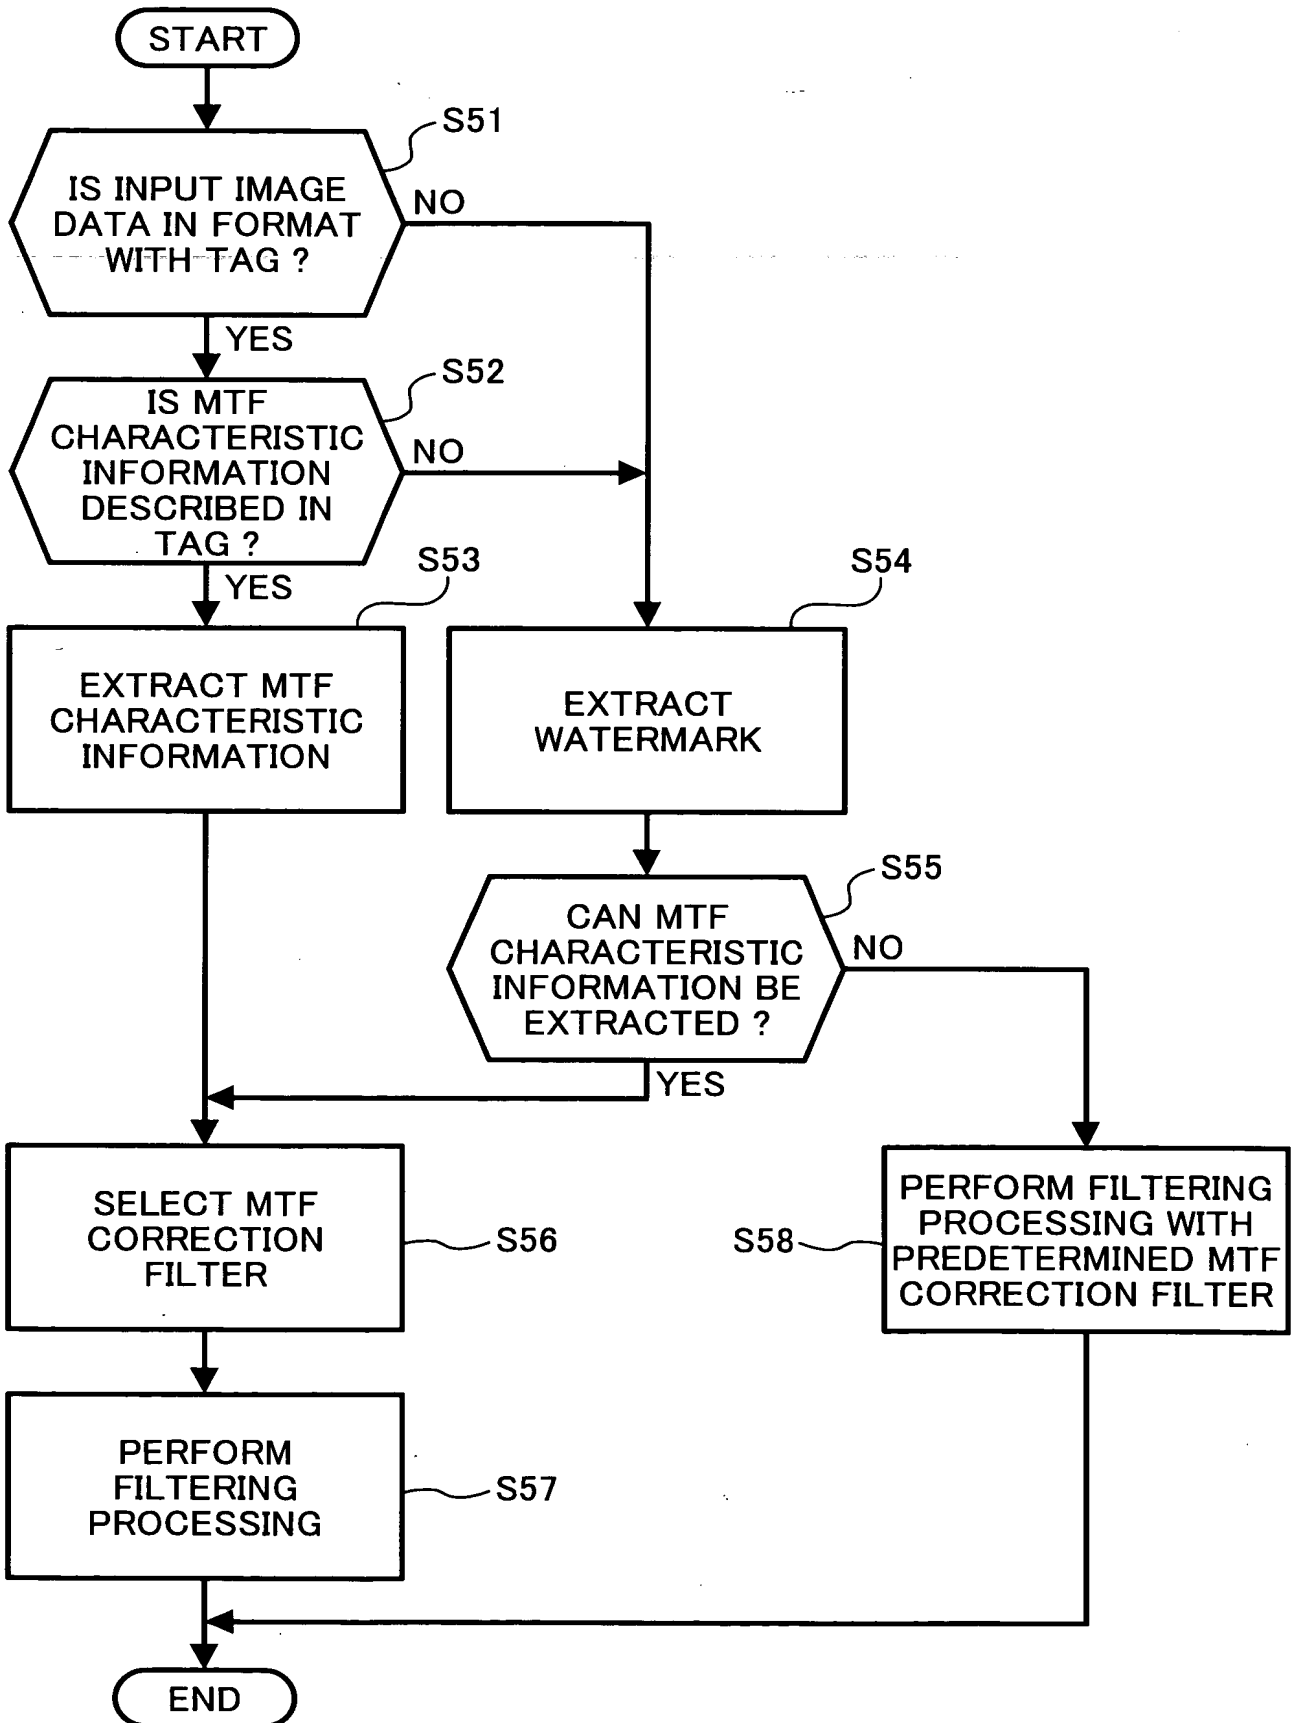 START
S51
IS INPUT IMAGE
DATA IN FORMAT
WITH TAG ?
NO
YES
S52
IS MTF
CHARACTERISTIC
INFORMATION
DESCRIBED IN
TAG ?
NO
YES
S53
EXTRACT MTF
CHARACTERISTIC
INFORMATION
S54
EXTRACT
WATERMARK
S55
CAN MTF
CHARACTERISTIC
INFORMATION BE
EXTRACTED ?
NO
YES
SELECT MTF
CORRECTION
FILTER
S56
S58
PERFORM FILTERING
PROCESSING WITH
PREDETERMINED MTF
CORRECTION FILTER
PERFORM
FILTERING
PROCESSING
S57
END